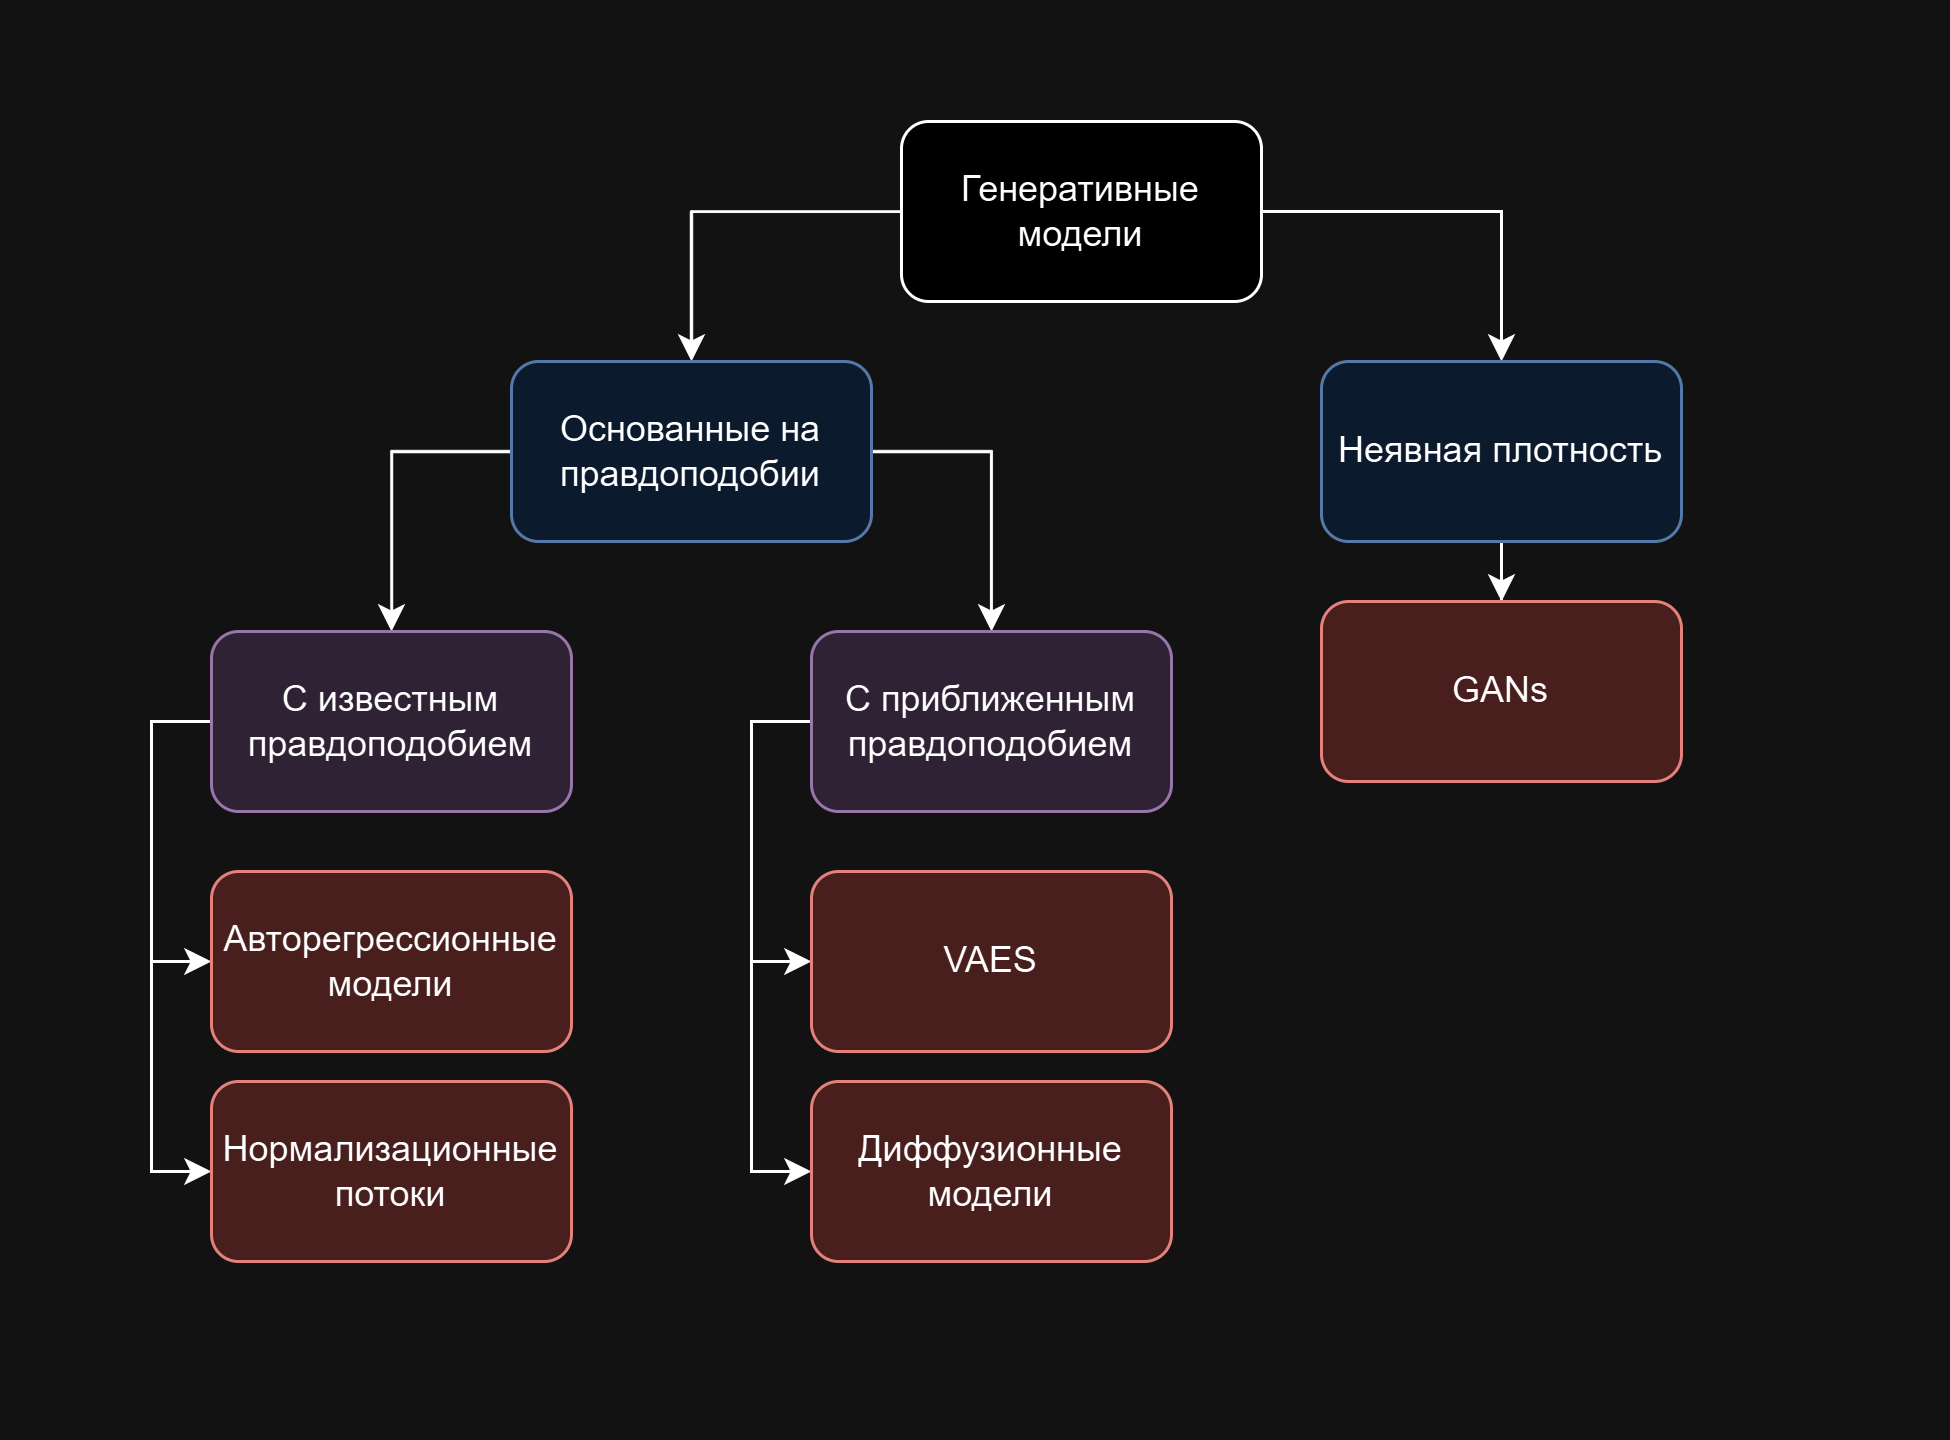 Генеративные
модели
Основанные на
правдоподобии
Неявная плотность
С известным
правдоподобием
С приближенным
правдоподобием
GANs
Авторегрессионные
модели
VAES
Нормализационные
потоки
Диффузионные
модели